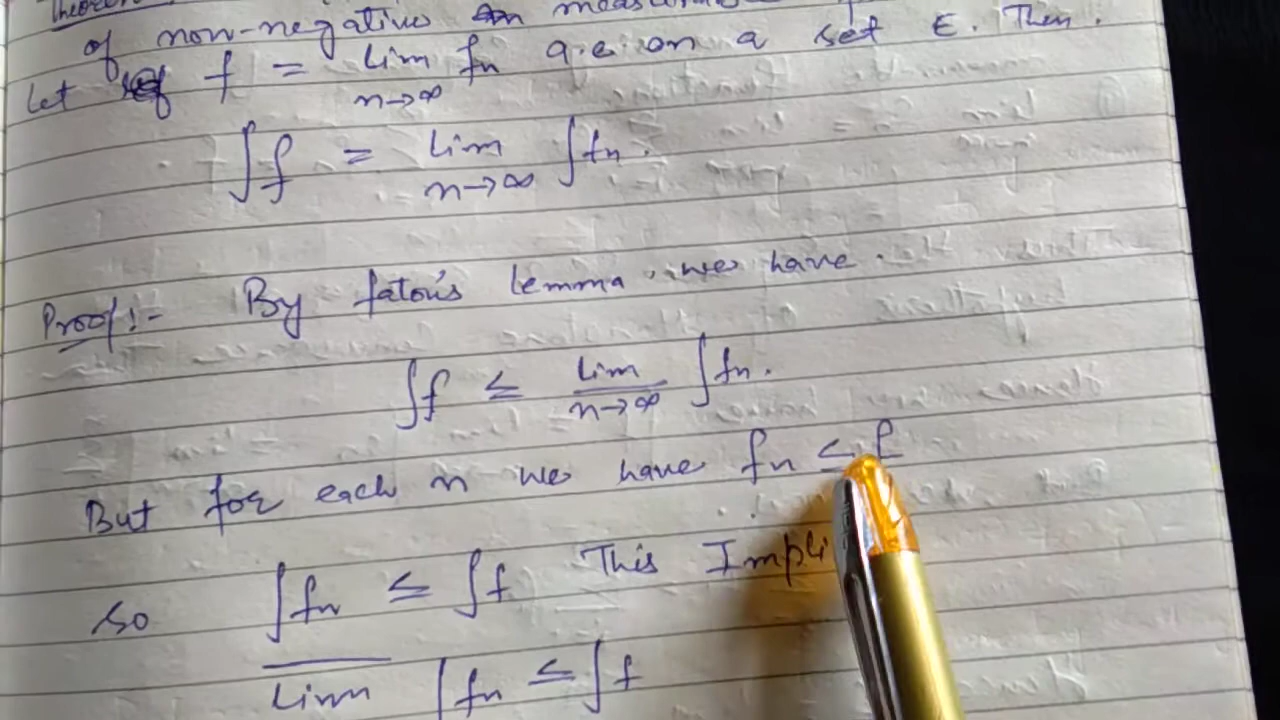 Theorem
of non-negative
Let f = lim n→∞ fn a.e. on a set E. Then.
∫f = lim n→∞ ∫fn.
Proof:- By fatou's lemma, we have.
∫f ≤ lim n→∞ ∫fn.
But for each n we have fn ≤ f
So ∫fn ≤ ∫f This Impli
Lim ∫fn ≤ ∫f